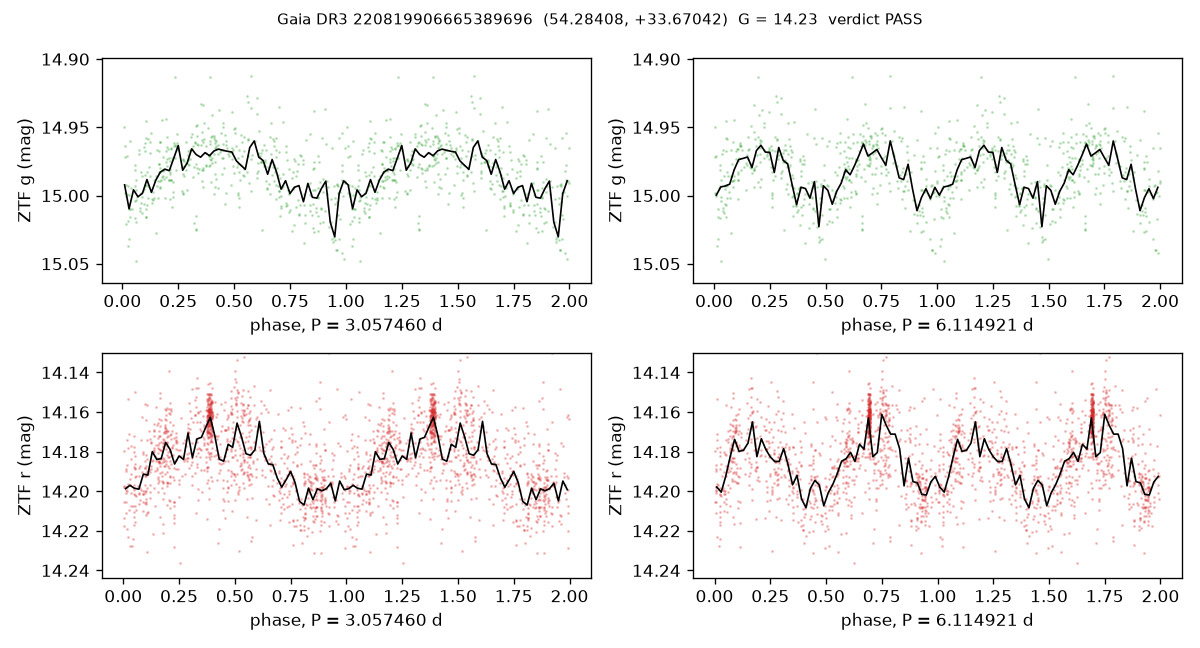 Gaia DR3 220819906665389696 (54.28408, +33.67042) G = 14.23 verdict PASS
ZTF g (mag)
14.90
14.95
15.00
15.05
0.00 0.25 0.50 0.75 1.00 1.25 1.50 1.75 2.00
phase, P = 3.057460 d
ZTF g (mag)
0.00 0.25 0.50 0.75 1.00 1.25 1.50 1.75 2.00
phase, P = 6.114921 d
ZTF r (mag)
14.14
14.16
14.18
14.20
14.22
14.24
0.00 0.25 0.50 0.75 1.00 1.25 1.50 1.75 2.00
phase, P = 3.057460 d
ZTF r (mag)
0.00 0.25 0.50 0.75 1.00 1.25 1.50 1.75 2.00
phase, P = 6.114921 d
14.90
14.95
15.00
15.05
14.14
14.16
14.18
14.20
14.22
14.24